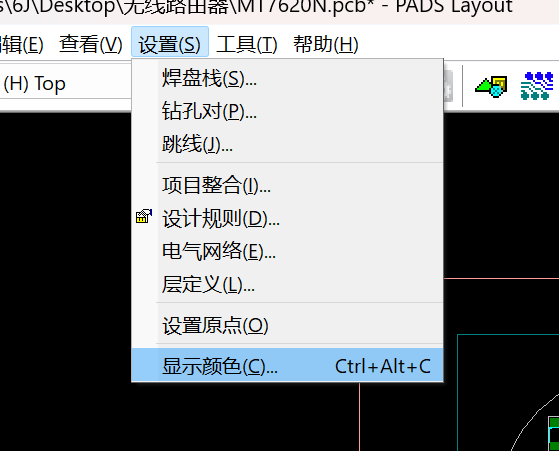 s\6J\Desktop\无线路由器\MT7620N.pcb* - PADS Layout
辑(E) 查看(V) 设置(S) 工具(T) 帮助(H)
(H) Top
焊盘栈(S)...
钻孔对(P)...
跳线(J)...
项目整合(I)...
设计规则(D)...
电气网络(E)...
层定义(L)...
设置原点(O)
显示颜色(C)... Ctrl+Alt+C